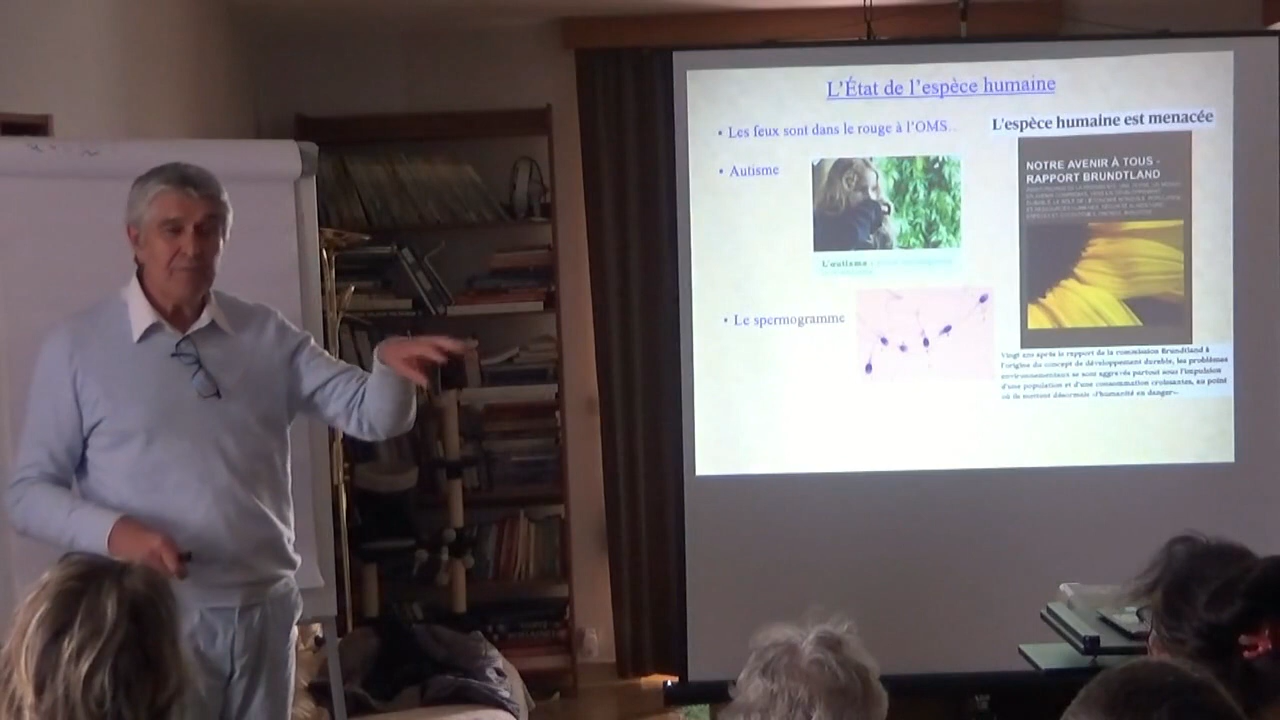 L'État de l'espèce humaine
• Les feux sont dans le rouge à l'OMS..
L'espèce humaine est menacée
• Autisme
NOTRE AVENIR À TOUS -
RAPPORT BRUNDTLAND
L'autisme
• Le spermogramme
Vingt ans après le rapport de la commission Brundtland à
l'origine du concept de développement durable, les problèmes
environnementaux se sont aggravés partout sous l'impulsion
d'une population et d'une consommation croissantes, au point
où ils mettent désormais «l'humanité en danger».